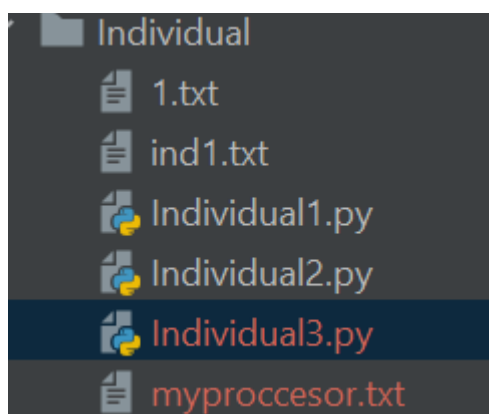 Individual
1.txt
ind1.txt
Individual1.py
Individual2.py
Individual3.py
myproccesor.txt